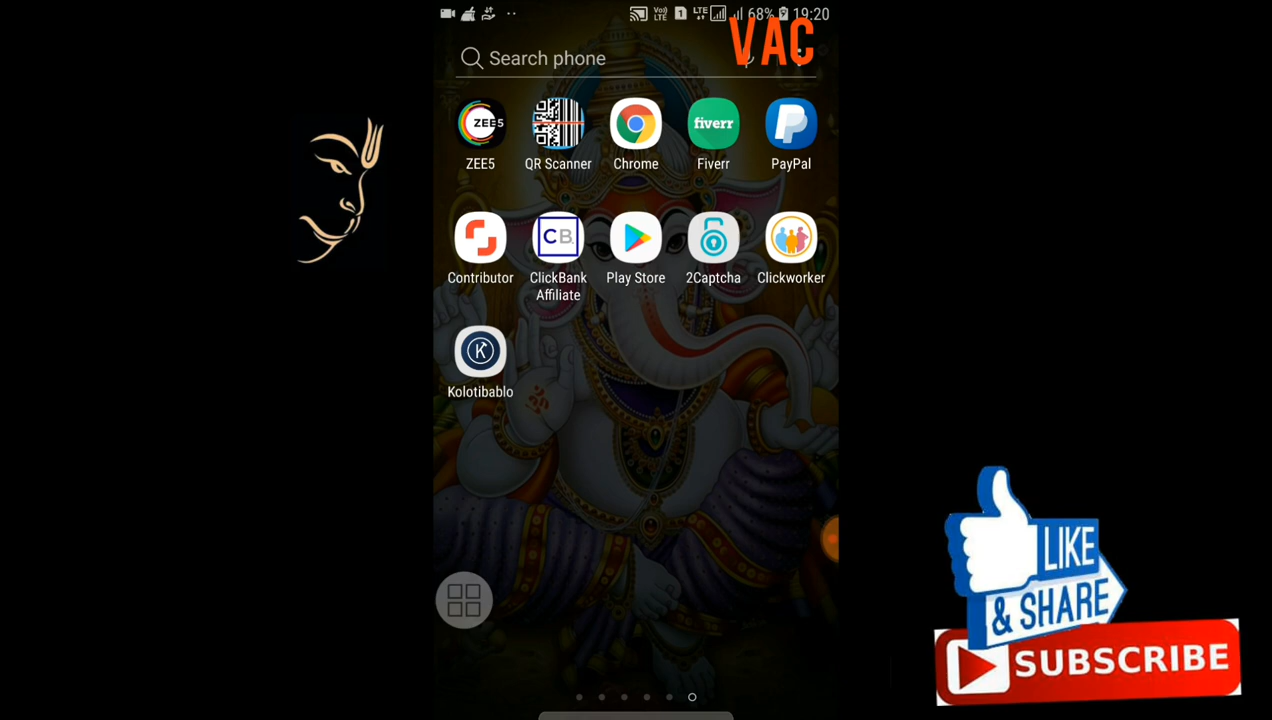 68% 19:20
VAC
Search phone
ZEE5
fiverr
ZEE5 QR Scanner Chrome Fiverr PayPal
CB
Contributor ClickBank Affiliate Play Store 2Captcha Clickworker
K
Kolotibablo
LIKE
& SHARE
SUBSCRIBE